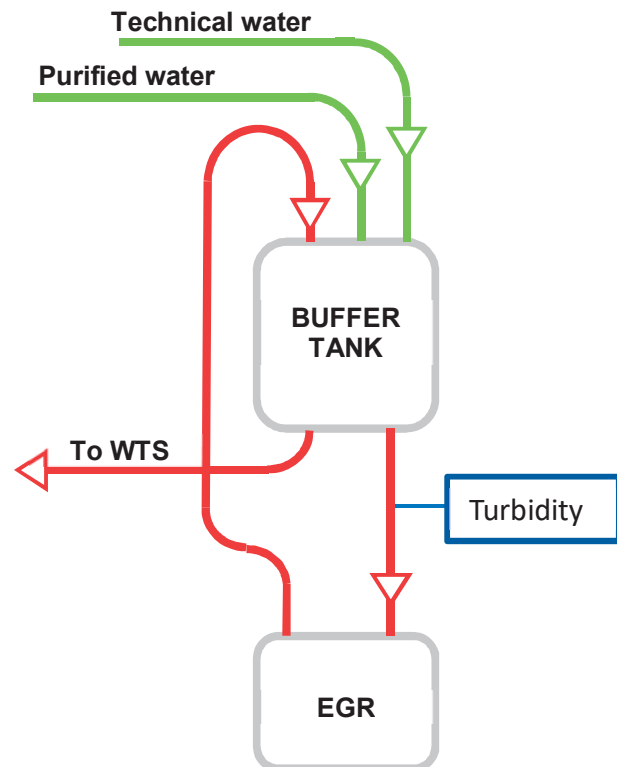 Technical water
Purified water
BUFFER
TANK
To WTS
Turbidity
EGR